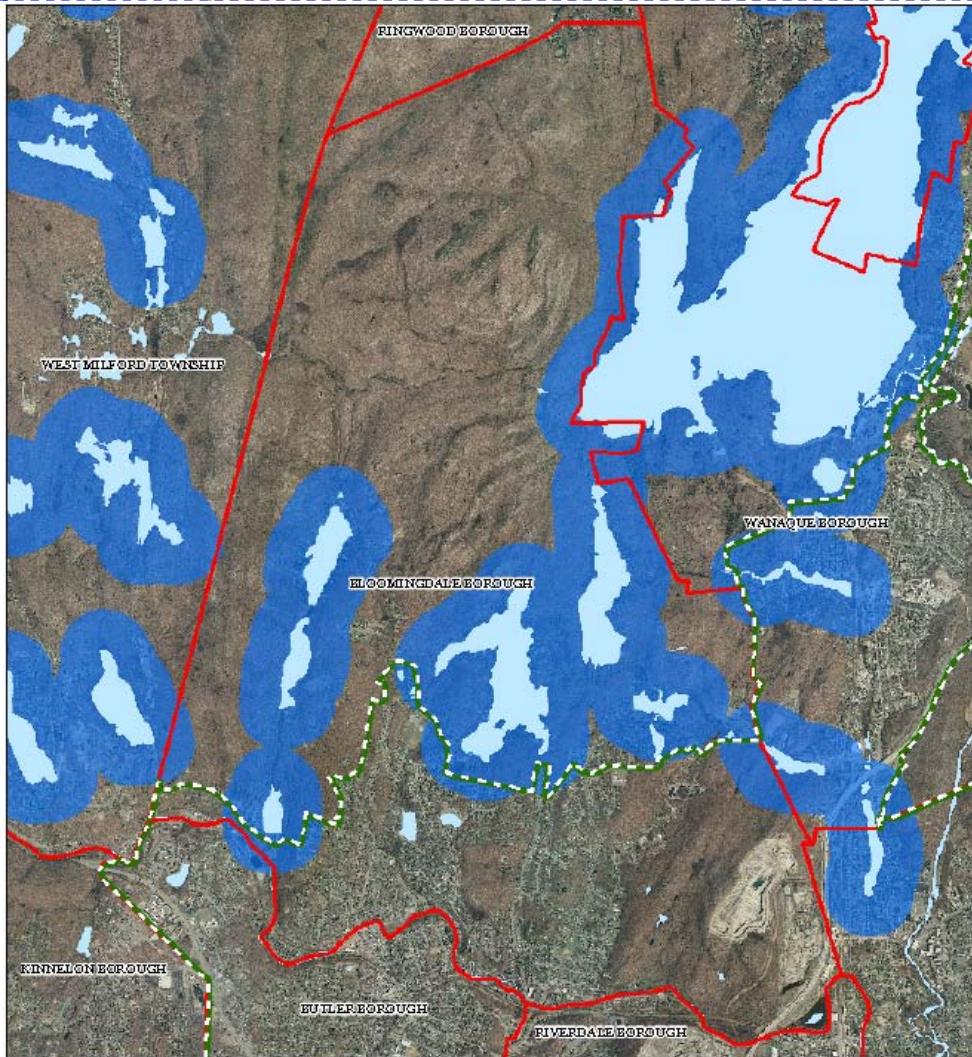 RINGWOOD BOROUGH
WEST MILFORD TOWNSHIP
WANAQUE BOROUGH
BLOOMINGDALE BOROUGH
KINNELON BOROUGH
BUTLER BOROUGH
RIVERDALE BOROUGH